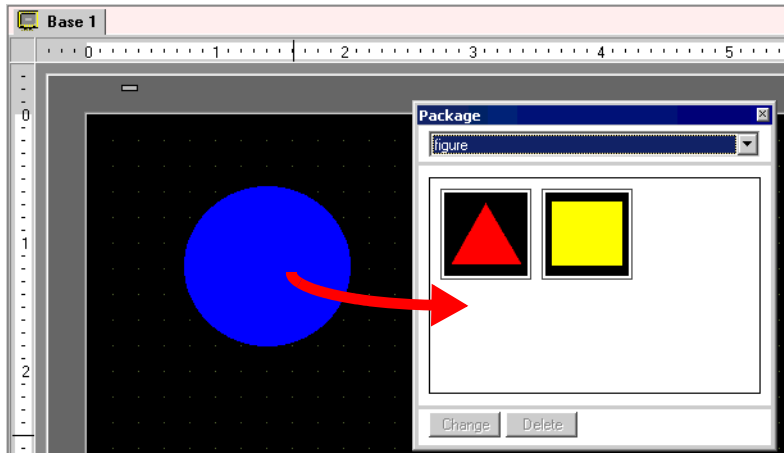 Base 1
0 1 2 3 4 5
0
1
2
Package
figure
Change Delete